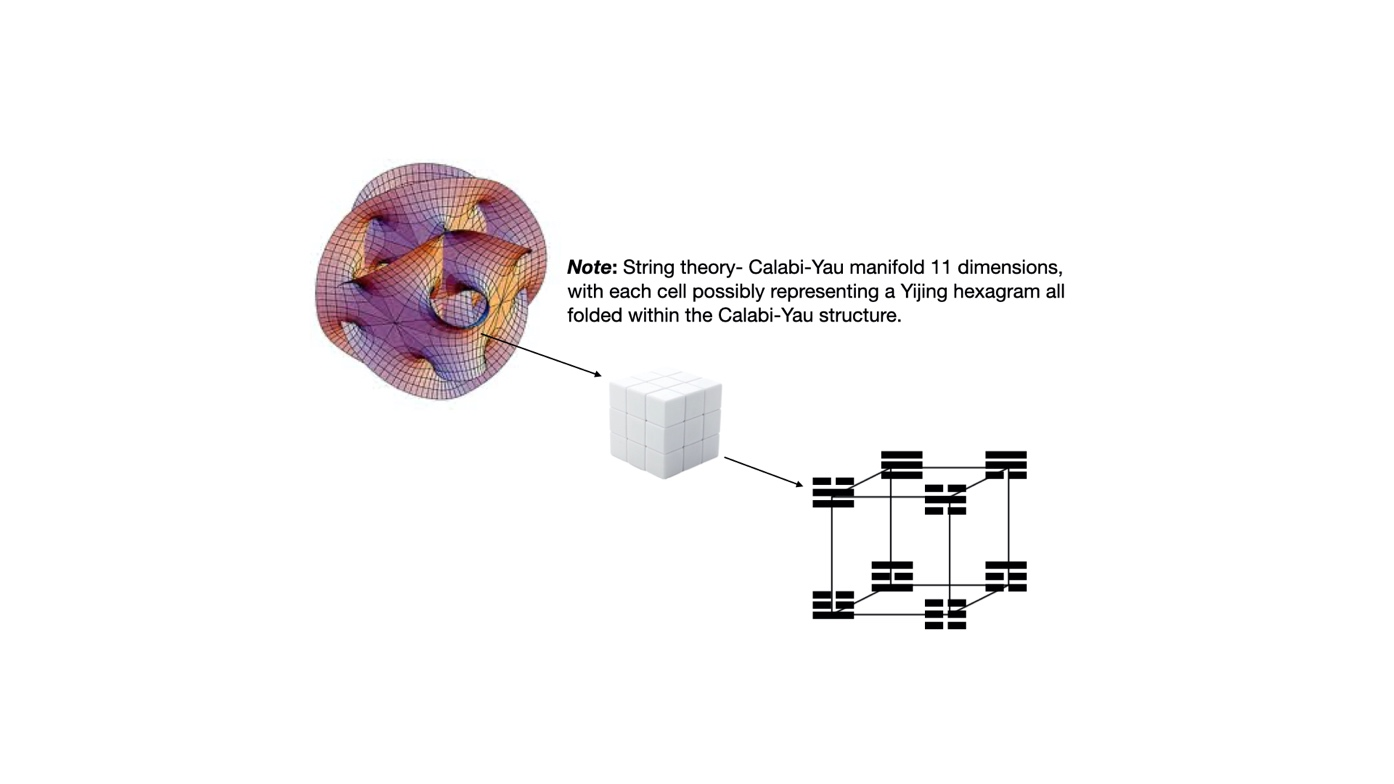 Note: String theory- Calabi-Yau manifold 11 dimensions,
with each cell possibly representing a Yijing hexagram all
folded within the Calabi-Yau structure.